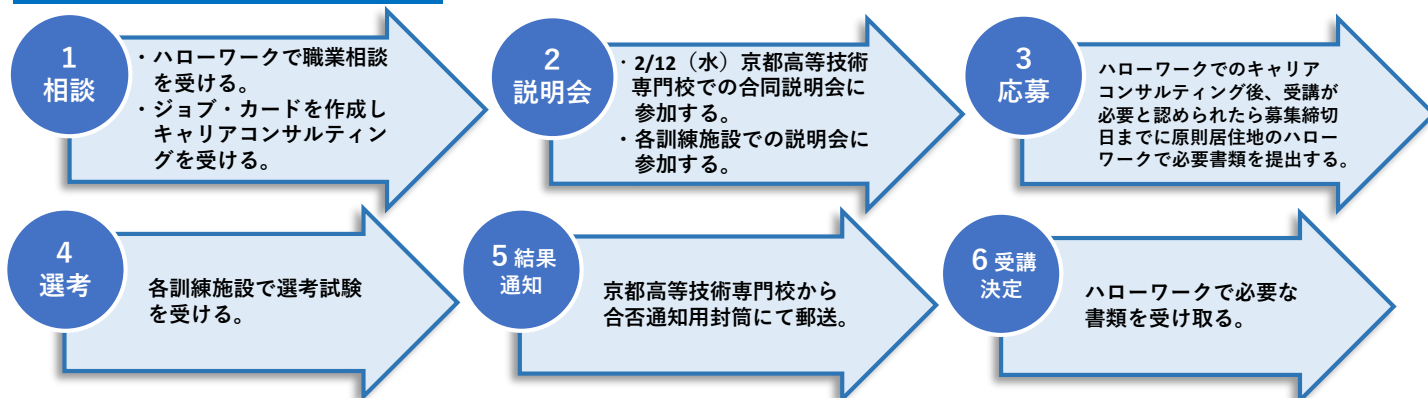 1
相談
・ハローワークで職業相談
を受ける。
・ジョブ・カードを作成し
キャリアコンサルティン
グを受ける。
2
説明会
・2/12（水）京都高等技術
専門校での合同説明会に
参加する。
・各訓練施設での説明会に
参加する。
3
応募
ハローワークでのキャリア
コンサルティング後、受講が
必要と認められたら募集締切
日までに原則居住地のハロー
ワークで必要書類を提出する。
4
選考
各訓練施設で選考試験
を受ける。
5 結果
通知
京都高等技術専門校から
合否通知用封筒にて郵送。
6 受講
決定
ハローワークで必要な
書類を受け取る。